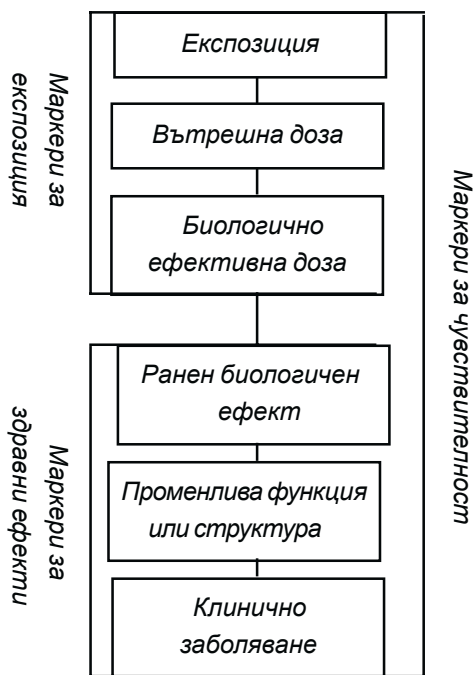 Маркери за
експозиция
Експозиция
Вътрешна доза
Биологично
ефективна доза
Маркери за
здравни ефекти
Ранен биологичен
ефект
Променлива функция
или структура
Клинично
заболяване
Маркери за чувствителност